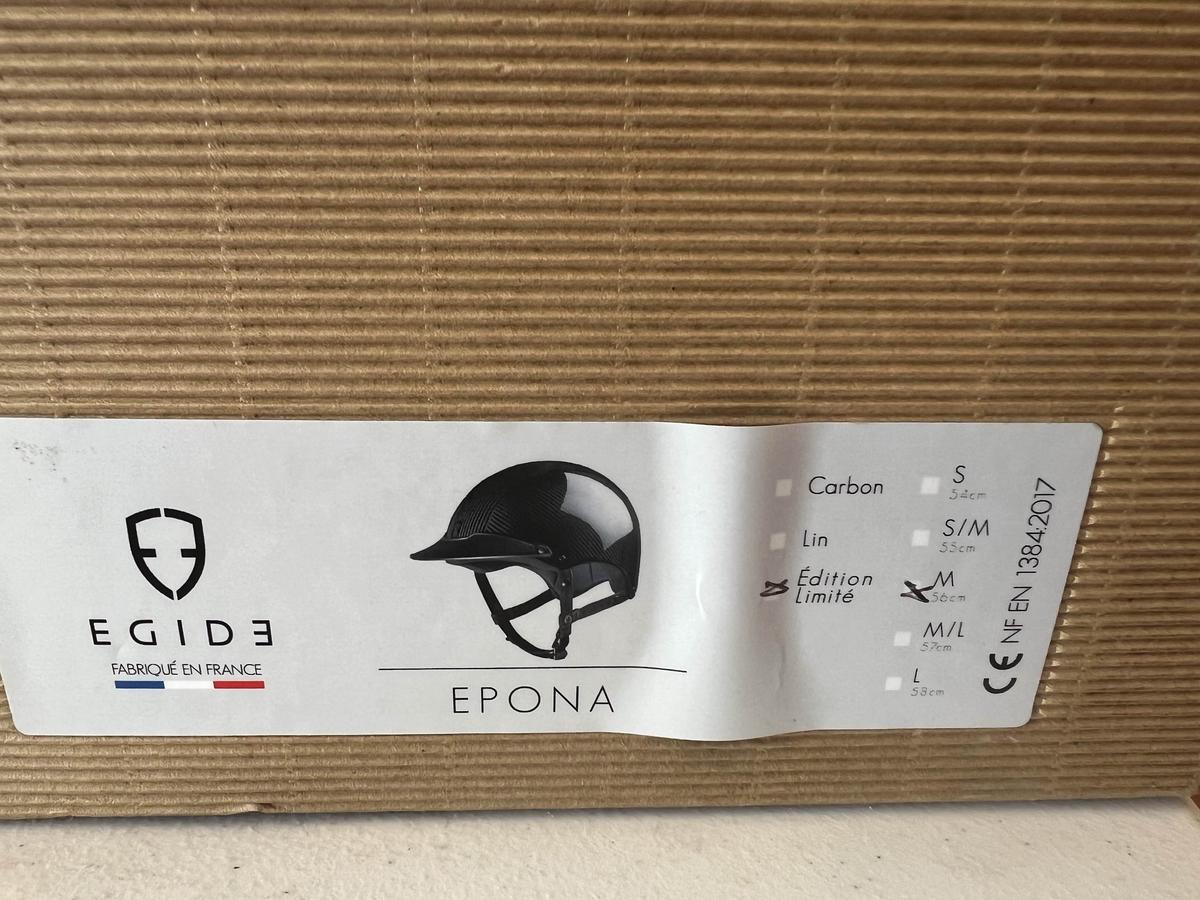 EGIDE
FABRIQUÉ EN FRANCE
EPONA
Carbon
Lin
Édition
Limité
S
54cm
S/M
55cm
M
56cm
M/L
57cm
L
58cm
CE NF EN 1384:2017